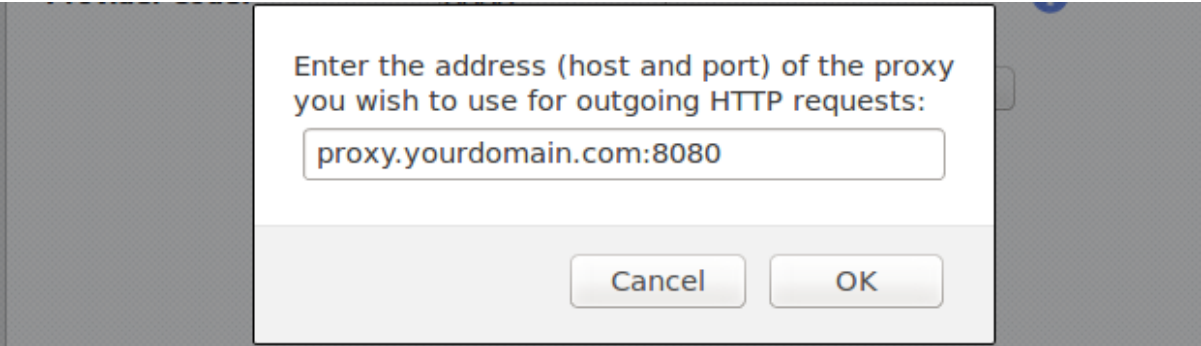 Enter the address (host and port) of the proxy
you wish to use for outgoing HTTP requests:
proxy.yourdomain.com:8080
Cancel OK